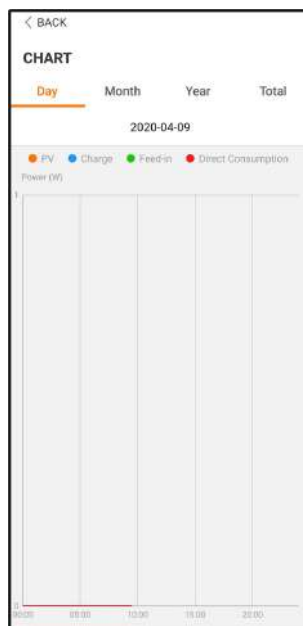 BACK
CHART
Day Month Year Total
2020-04-09
PV Charge Feed-in Direct Consumption
Power (W)
1
0
00:00 05:00 10:00 15:00 20:00